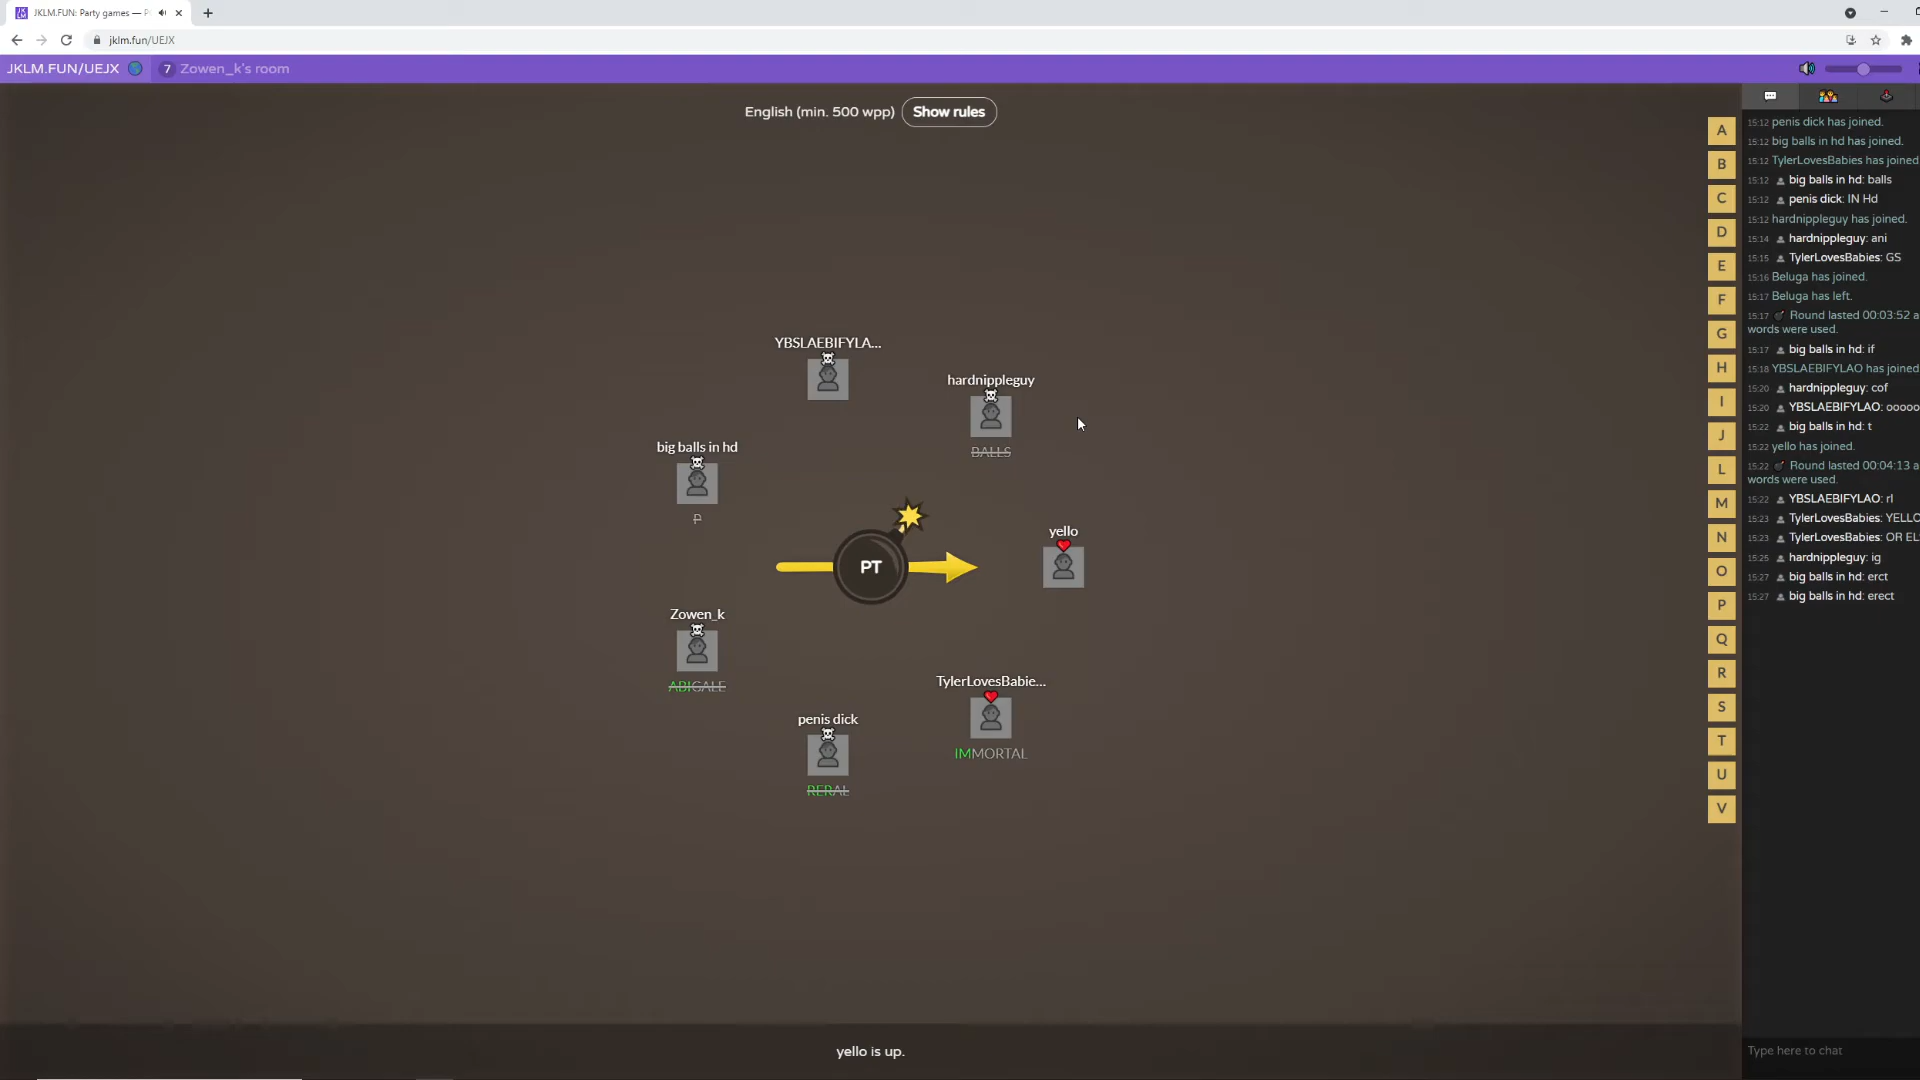 JKLM.FUN: Party games — P
jklm.fun/UEJX
JKLM.FUN/UEJX 7 Zowen_k's room
English (min. 500 wpp) Show rules
YBSLAEBIFYLA...
hardnippleguy
BALLS
big balls in hd
P
yello
PT
Zowen_k
ABIGALE
TylerLovesBabie...
IMMORTAL
penis dick
RERAL
yello is up.
A
B
C
D
E
F
G
H
I
J
L
M
N
O
P
Q
R
S
T
U
V
15:12 penis dick has joined.
15:12 big balls in hd has joined.
15:12 TylerLovesBabies has joined
15:12 big balls in hd: balls
15:12 penis dick: IN Hd
15:12 hardnippleguy has joined.
15:14 hardnippleguy: ani
15:15 TylerLovesBabies: GS
15:16 Beluga has joined.
15:17 Beluga has left.
15:17 Round lasted 00:03:52 a
words were used.
15:17 big balls in hd: if
15:18 YBSLAEBIFYLAO has joined
15:20 hardnippleguy: cof
15:20 YBSLAEBIFYLAO: ooooo
15:22 big balls in hd: t
15:22 yello has joined.
15:22 Round lasted 00:04:13 a
words were used.
15:22 YBSLAEBIFYLAO: rl
15:23 TylerLovesBabies: YELLO
15:23 TylerLovesBabies: OR EL
15:25 hardnippleguy: ig
15:27 big balls in hd: erct
15:27 big balls in hd: erect
Type here to chat